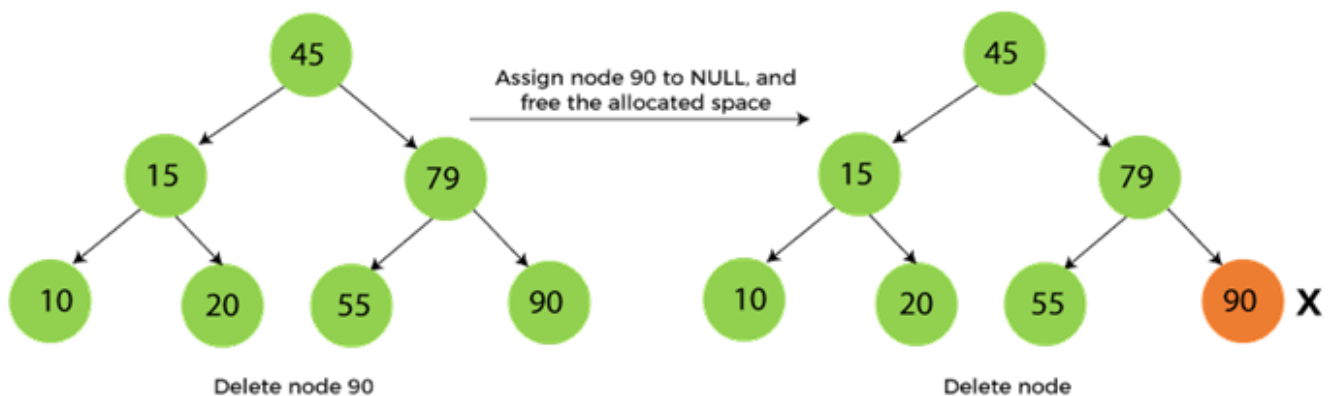 45
15
79
10
20
55
90
Delete node 90
Assign node 90 to NULL, and
free the allocated space
45
15
79
10
20
55
90
X
Delete node